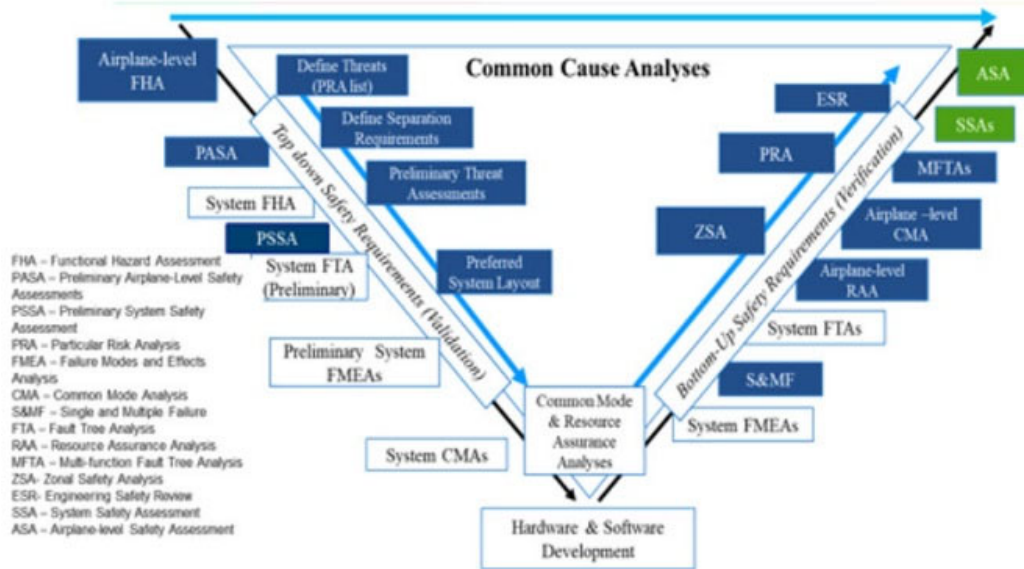 Common Cause Analyses
Airplane-level
FHA
PASA
System FHA
PSSA
System FTA
(Preliminary)
Preliminary System
FMEAs
System CMAs
Define Threats
(PRA list)
Define Separation
Requirements
Preliminary Threat
Assessments
Preferred
System Layout
Top down Safety Requirements (Validation)
Common Mode
& Resource
Assurance
Analyses
Hardware & Software
Development
Bottom-Up Safety Requirements (Verification)
ESR
PRA
ZSA
ASA
SSAs
MFTAs
Airplane –level
CMA
Airplane-level
RAA
System FTAs
S&MF
System FMEAs
FHA – Functional Hazard Assessment
PASA – Preliminary Airplane-Level Safety
Assessments
PSSA – Preliminary System Safety
Assessment
PRA – Particular Risk Analysis
FMEA – Failure Modes and Effects
Analysis
CMA – Common Mode Analysis
S&MF – Single and Multiple Failure
FTA – Fault Tree Analysis
RAA – Resource Assurance Analysis
MFTA – Multi-function Fault Tree Analysis
ZSA- Zonal Safety Analysis
ESR- Engineering Safety Review
SSA – System Safety Assessment
ASA – Airplane-level Safety Assessment